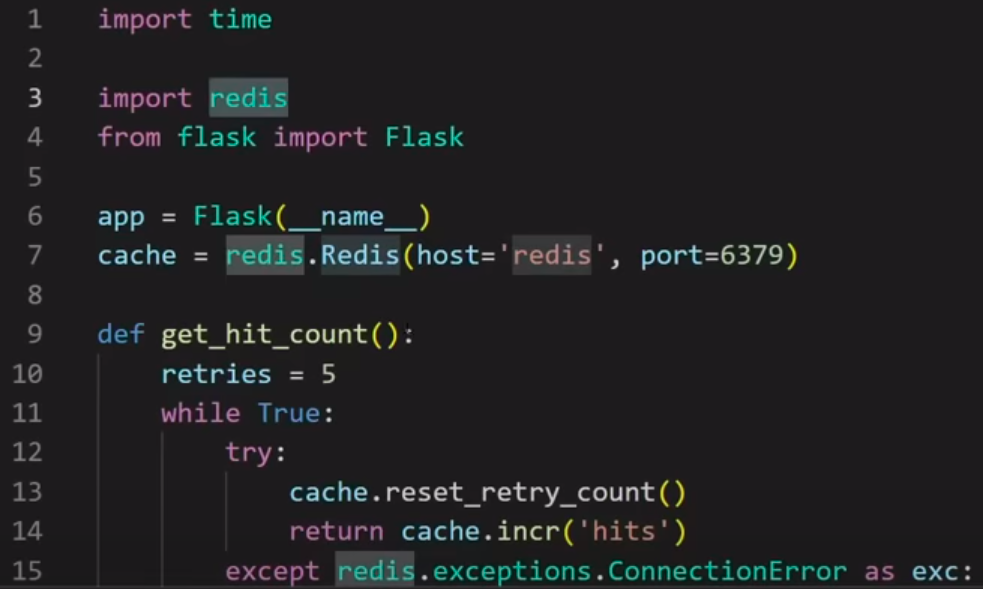 1 import time
2
3 import redis
4 from flask import Flask
5
6 app = Flask(__name__)
7 cache = redis.Redis(host='redis', port=6379)
8
9 def get_hit_count():
10     retries = 5
11     while True:
12         try:
13             cache.reset_retry_count()
14             return cache.incr('hits')
15         except redis.exceptions.ConnectionError as exc: